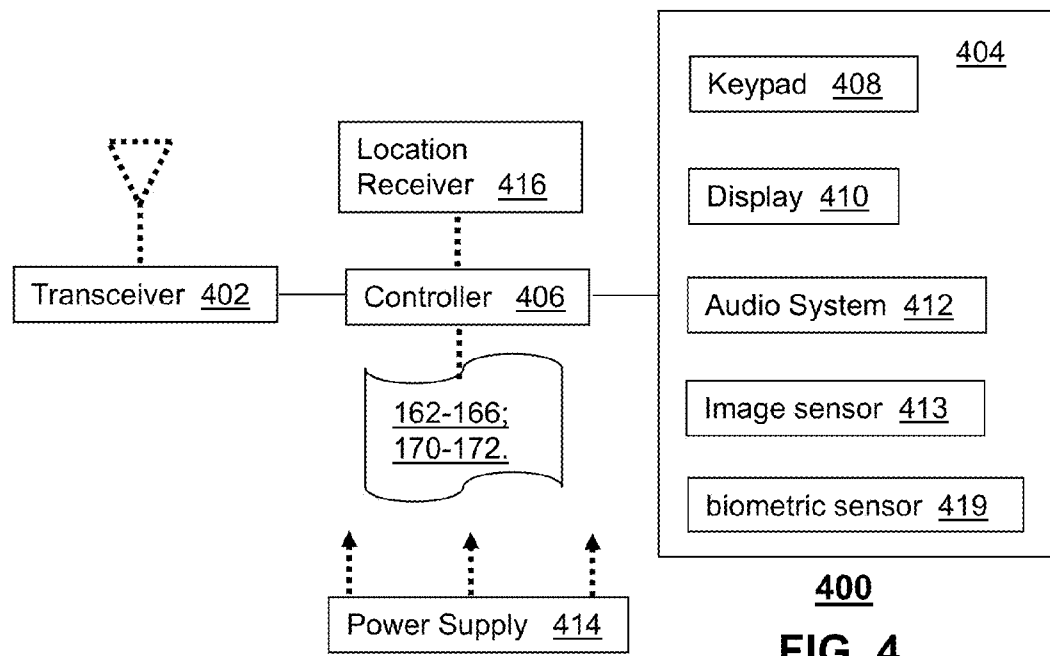 404
Keypad 408
Location
Receiver 416
Display 410
Transceiver 402
Controller 406
Audio System 412
162-166;
170-172.
Image sensor 413
biometric sensor 419
400
Power Supply 414
FIG. 4